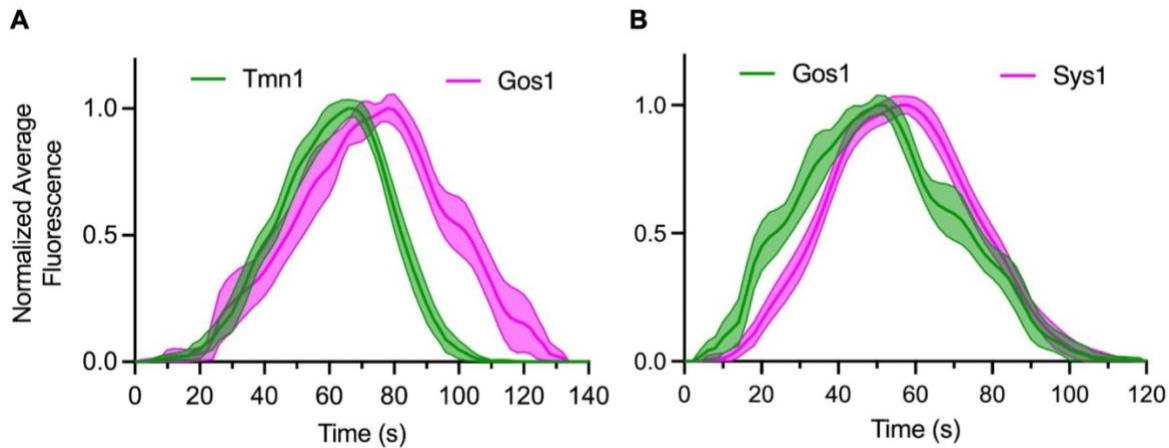 A
B
Tmn1 Gos1
Gos1 Sys1
Normalized Average
Fluorescence
1.0
0.5
0.0
0 20 40 60 80 100 120 140
Time (s)
1.0
0.5
0.0
0 20 40 60 80 100 120
Time (s)